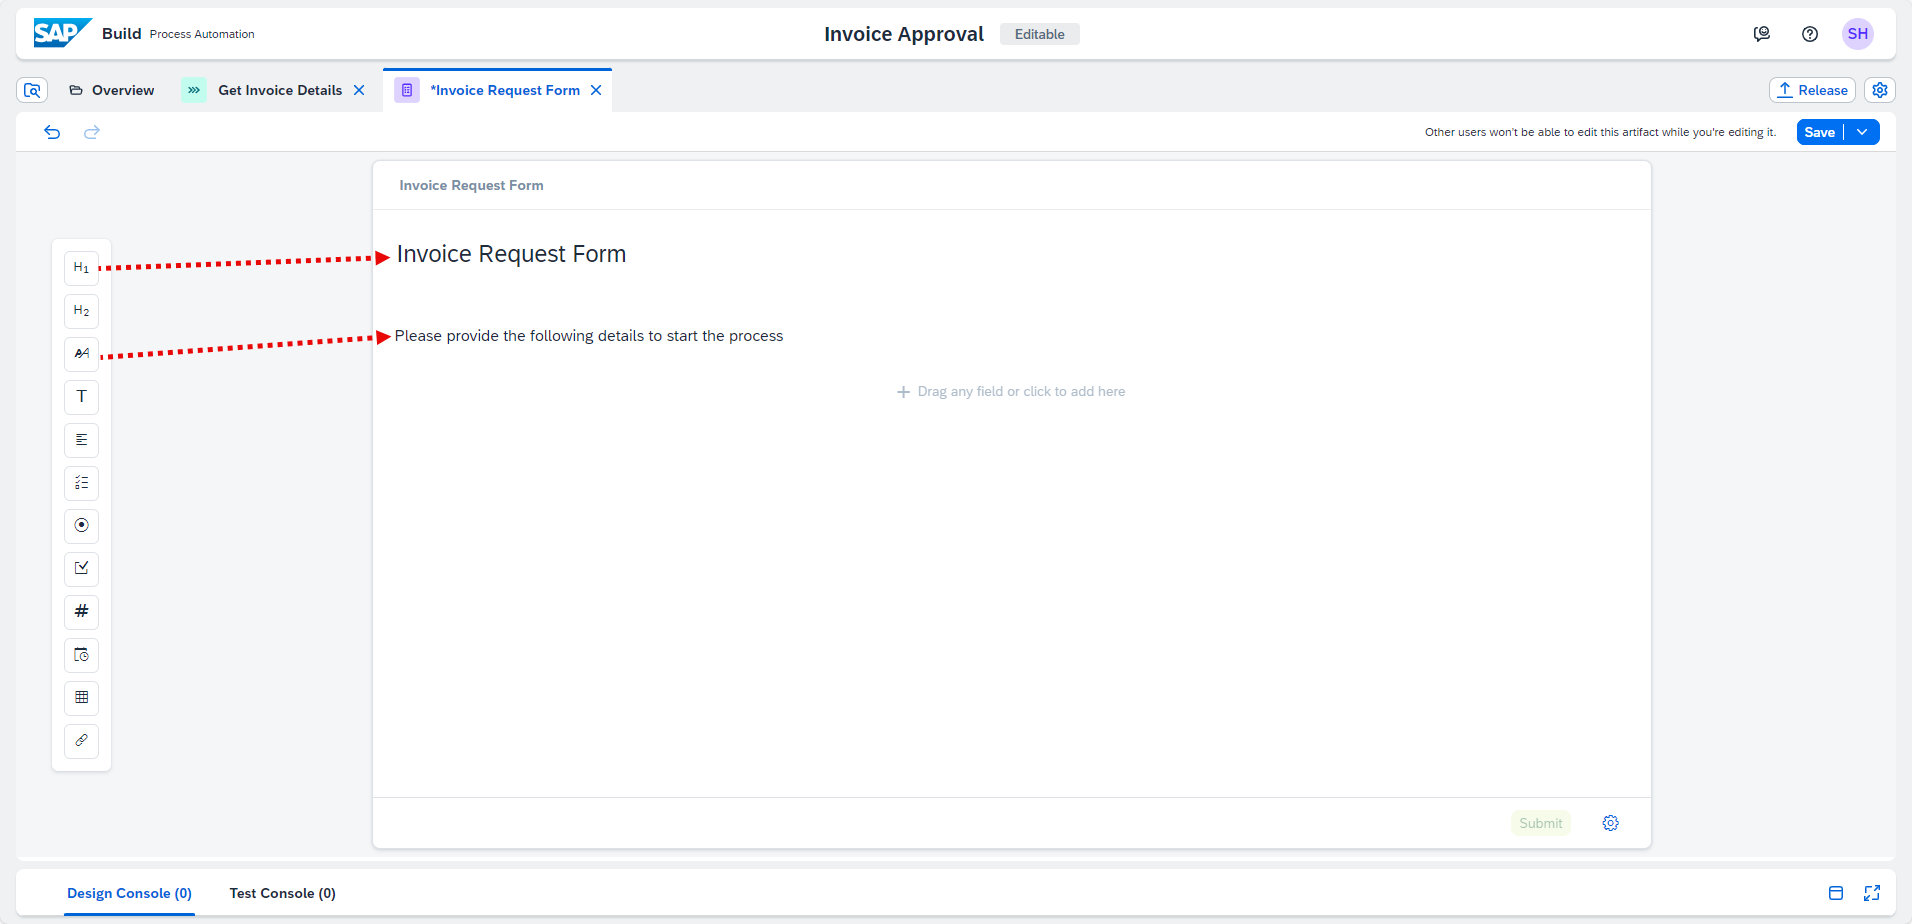 SAP Build Process Automation
Invoice Approval Editable
SH
Overview
Get Invoice Details
*Invoice Request Form
Release
Other users won't be able to edit this artifact while you're editing it.
Save
Invoice Request Form
H1
Invoice Request Form
H2
Please provide the following details to start the process
AA
T
Drag any field or click to add here
#
Submit
Design Console (0)
Test Console (0)